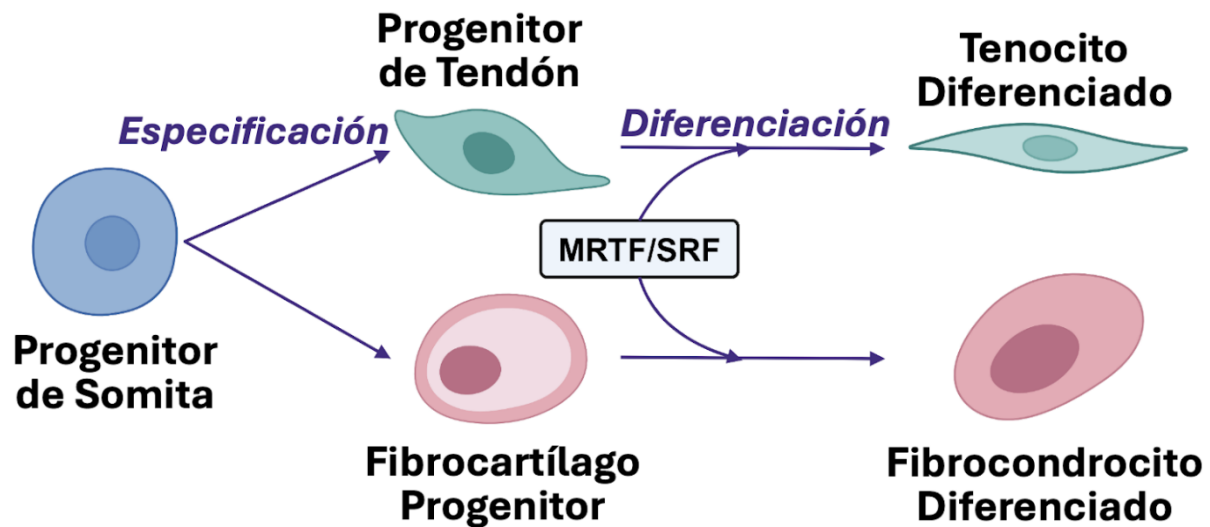 Progenitor
de Tendón
Tenocito
Diferenciado
Especificación
Diferenciación
MRTF/SRF
Progenitor
de Somita
Fibrocartílago
Progenitor
Fibrocondrocito
Diferenciado